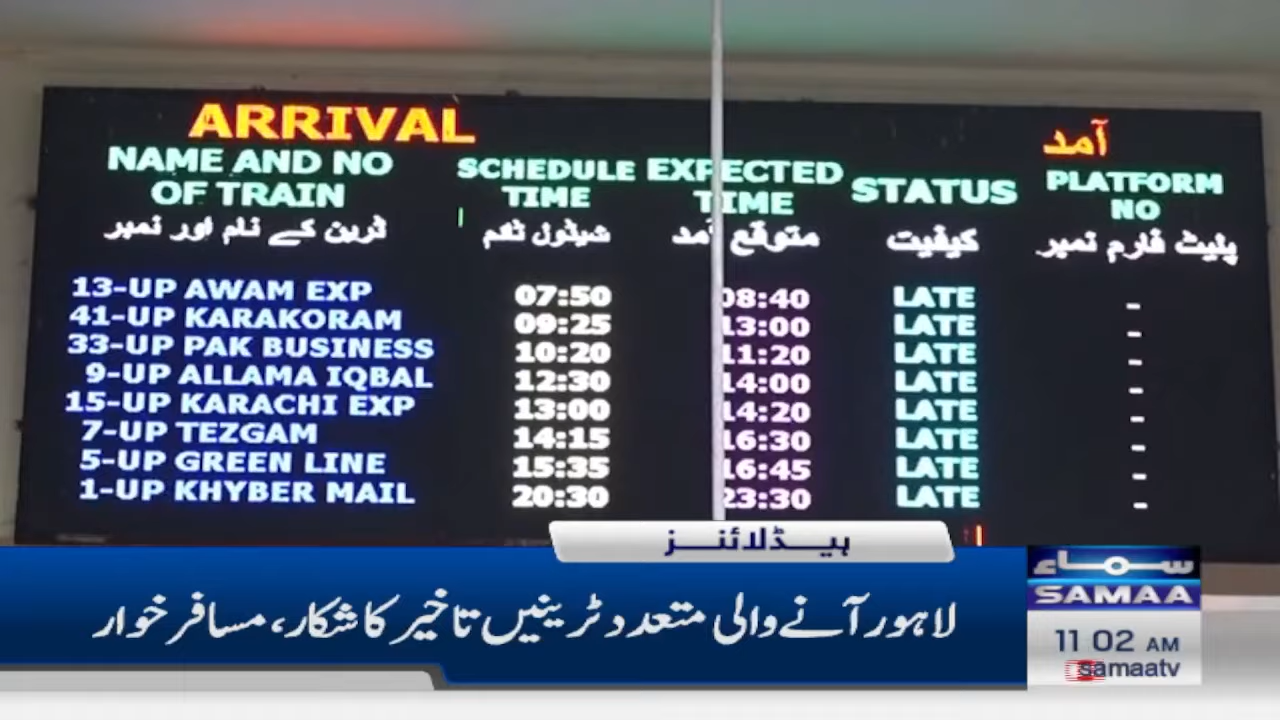 ARRIVAL آمد
NAME AND NO OF TRAIN SCHEDULE TIME EXPECTED TIME STATUS PLATFORM NO
ٹرین کے نام اور نمبر شیڈول ٹائم متوقع آمد کیفیت پلیٹ فارم نمبر
13-UP AWAM EXP 07:50 08:40 LATE -
41-UP KARAKORAM 09:25 13:00 LATE -
33-UP PAK BUSINESS 10:20 11:20 LATE -
9-UP ALLAMA IQBAL 12:30 14:00 LATE -
15-UP KARACHI EXP 13:00 14:20 LATE -
7-UP TEZGAM 14:15 16:30 LATE -
5-UP GREEN LINE 15:35 16:45 LATE -
1-UP KHYBER MAIL 20:30 23:30 LATE -
ہیڈلائنز
لاہور آنے والی متعدد ٹرینیں تاخیر کا شکار، مسافر خوار
سماء
SAMAA
11 02 AM
samaatv